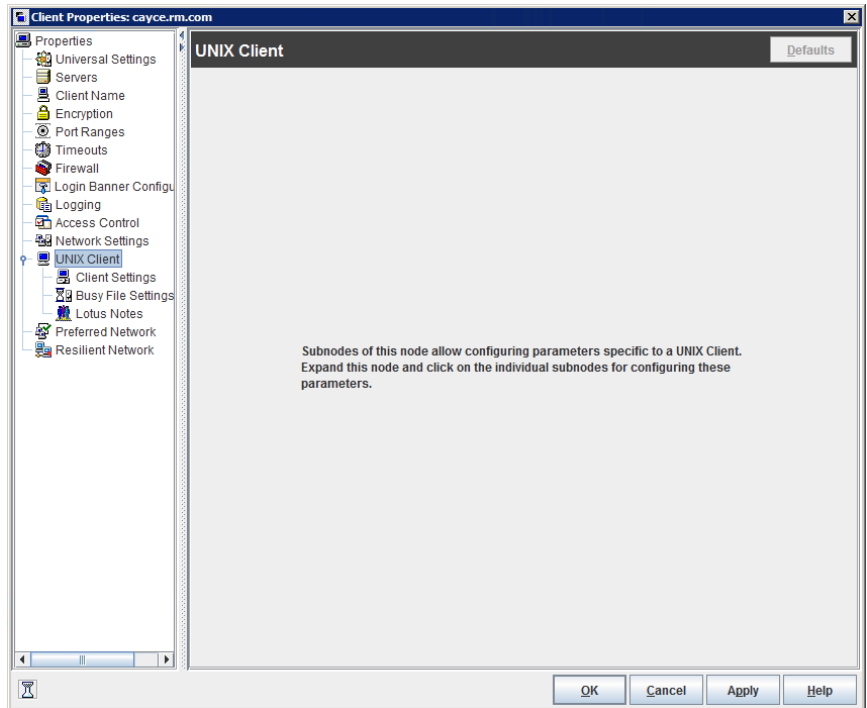 Client Properties: cayce.rm.com
Properties
Universal Settings
Servers
Client Name
Encryption
Port Ranges
Timeouts
Firewall
Login Banner Configu
Logging
Access Control
Network Settings
UNIX Client
Client Settings
Busy File Settings
Lotus Notes
Preferred Network
Resilient Network
UNIX Client
Defaults
Subnodes of this node allow configuring parameters specific to a UNIX Client.
Expand this node and click on the individual subnodes for configuring these
parameters.
OK
Cancel
Apply
Help